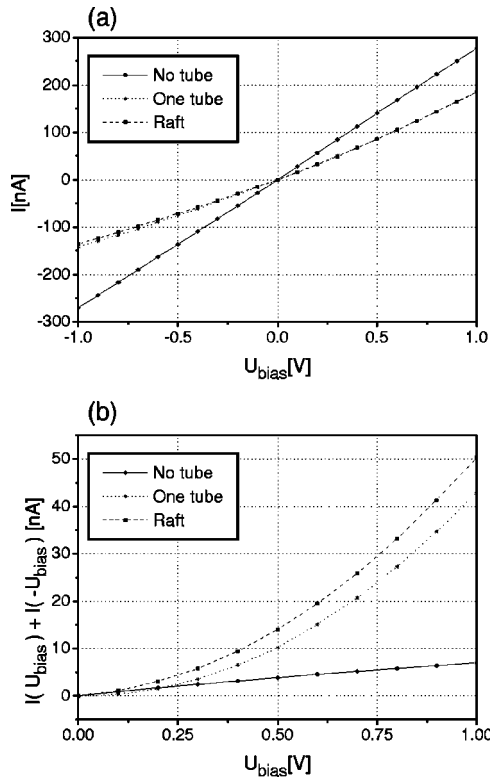 (a)
300
200
100
0
-100
-200
-300
I[nA]
No tube
One tube
Raft
-1.0
-0.5
0.0
0.5
1.0
U_bias[V]
(b)
50
40
30
20
10
0
I( U_bias ) + I( -U_bias ) [nA]
No tube
One tube
Raft
0.00
0.25
0.50
0.75
1.00
U_bias[V]